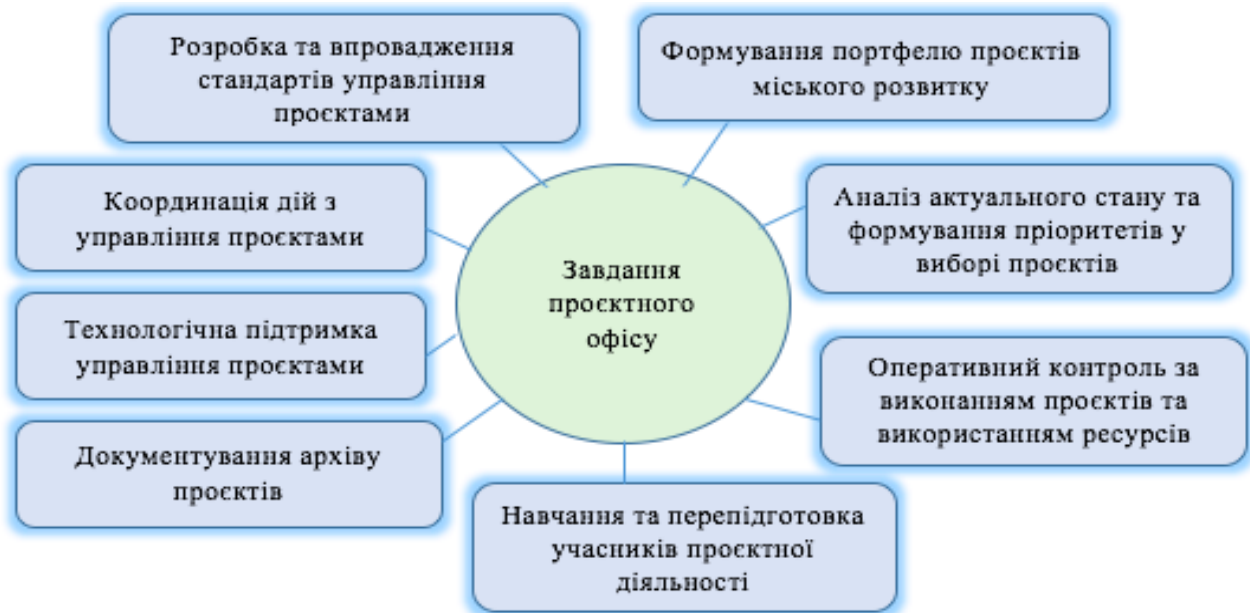 Розробка та впровадження
стандартів управління
проєктами
Формування портфелю проєктів
міського розвитку
Координація дій з
управління проєктами
Аналіз актуального стану та
формування пріоритетів у
виборі проєктів
Завдання
проєктного
офісу
Технологічна підтримка
управління проєктами
Оперативний контроль за
виконанням проєктів та
використанням ресурсів
Документування архіву
проєктів
Навчання та перепідготовка
учасників проєктної
діяльності